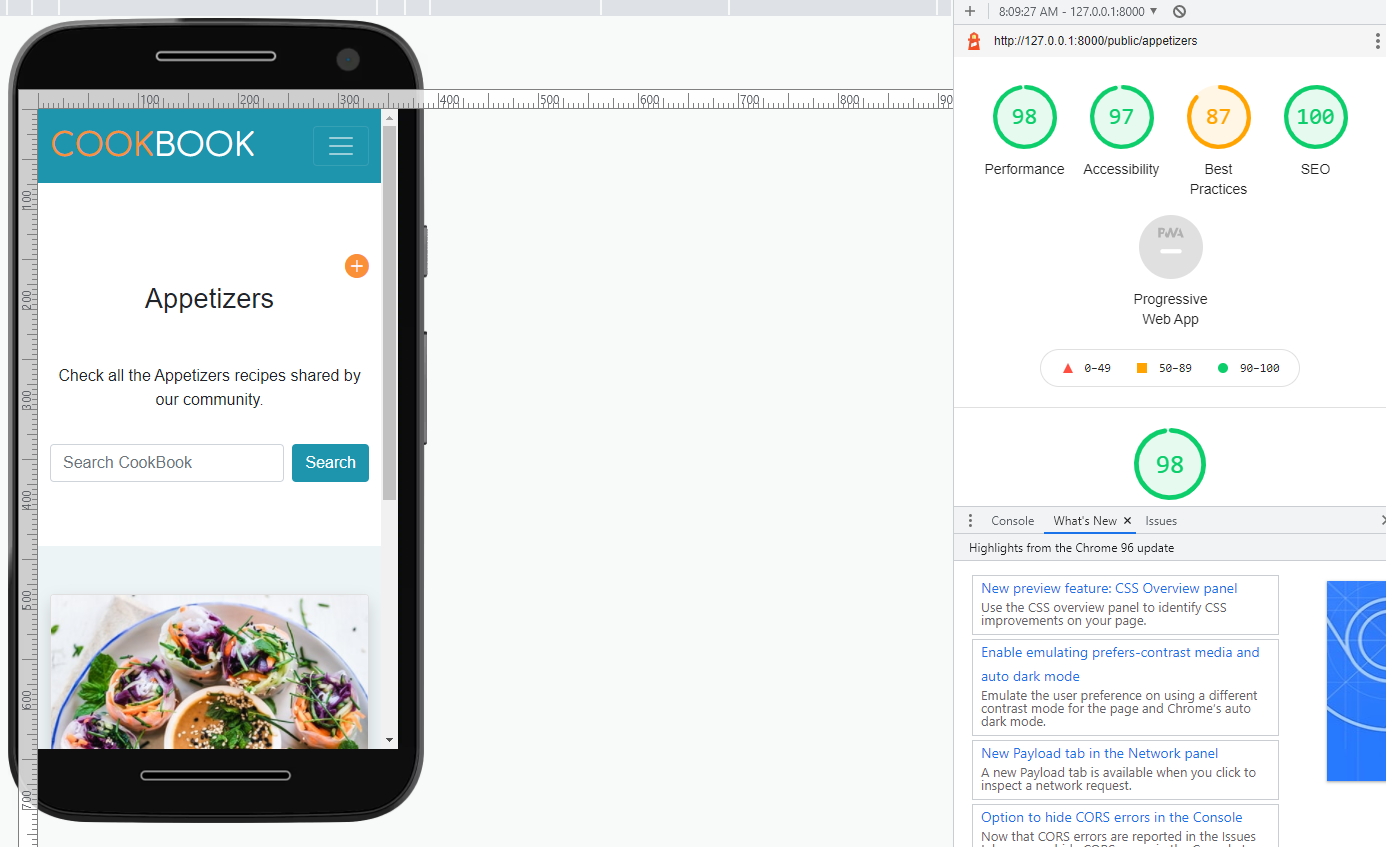 COOKBOOK
Appetizers
Check all the Appetizers recipes shared by
our community.
Search CookBook
Search
100
200
300
400
500
600
700
800
90
100
200
300
400
500
600
700
8:09:27 AM - 127.0.0.1:8000
http://127.0.0.1:8000/public/appetizers
98
97
87
100
Performance
Accessibility
Best
Practices
SEO
PWA
Progressive
Web App
0–49
50–89
90–100
98
Console
What's New
Issues
Highlights from the Chrome 96 update
New preview feature: CSS Overview panel
Use the CSS overview panel to identify CSS
improvements on your page.
Enable emulating prefers-contrast media and
auto dark mode
Emulate the user preference on using a different
contrast mode for the page and Chrome's auto
dark mode.
New Payload tab in the Network panel
A new Payload tab is available when you click to
inspect a network request.
Option to hide CORS errors in the Console
Now that CORS errors are reported in the Issues